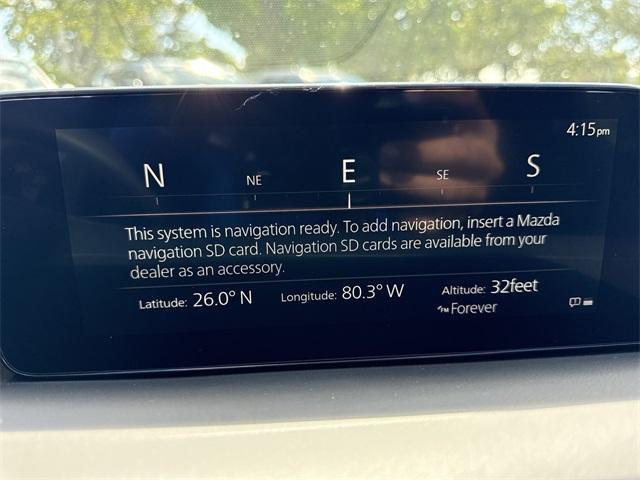 4:15pm
N NE E SE S
This system is navigation ready. To add navigation, insert a Mazda
navigation SD card. Navigation SD cards are available from your
dealer as an accessory.
Latitude: 26.0° N Longitude: 80.3° W Altitude: 32feet
FM Forever